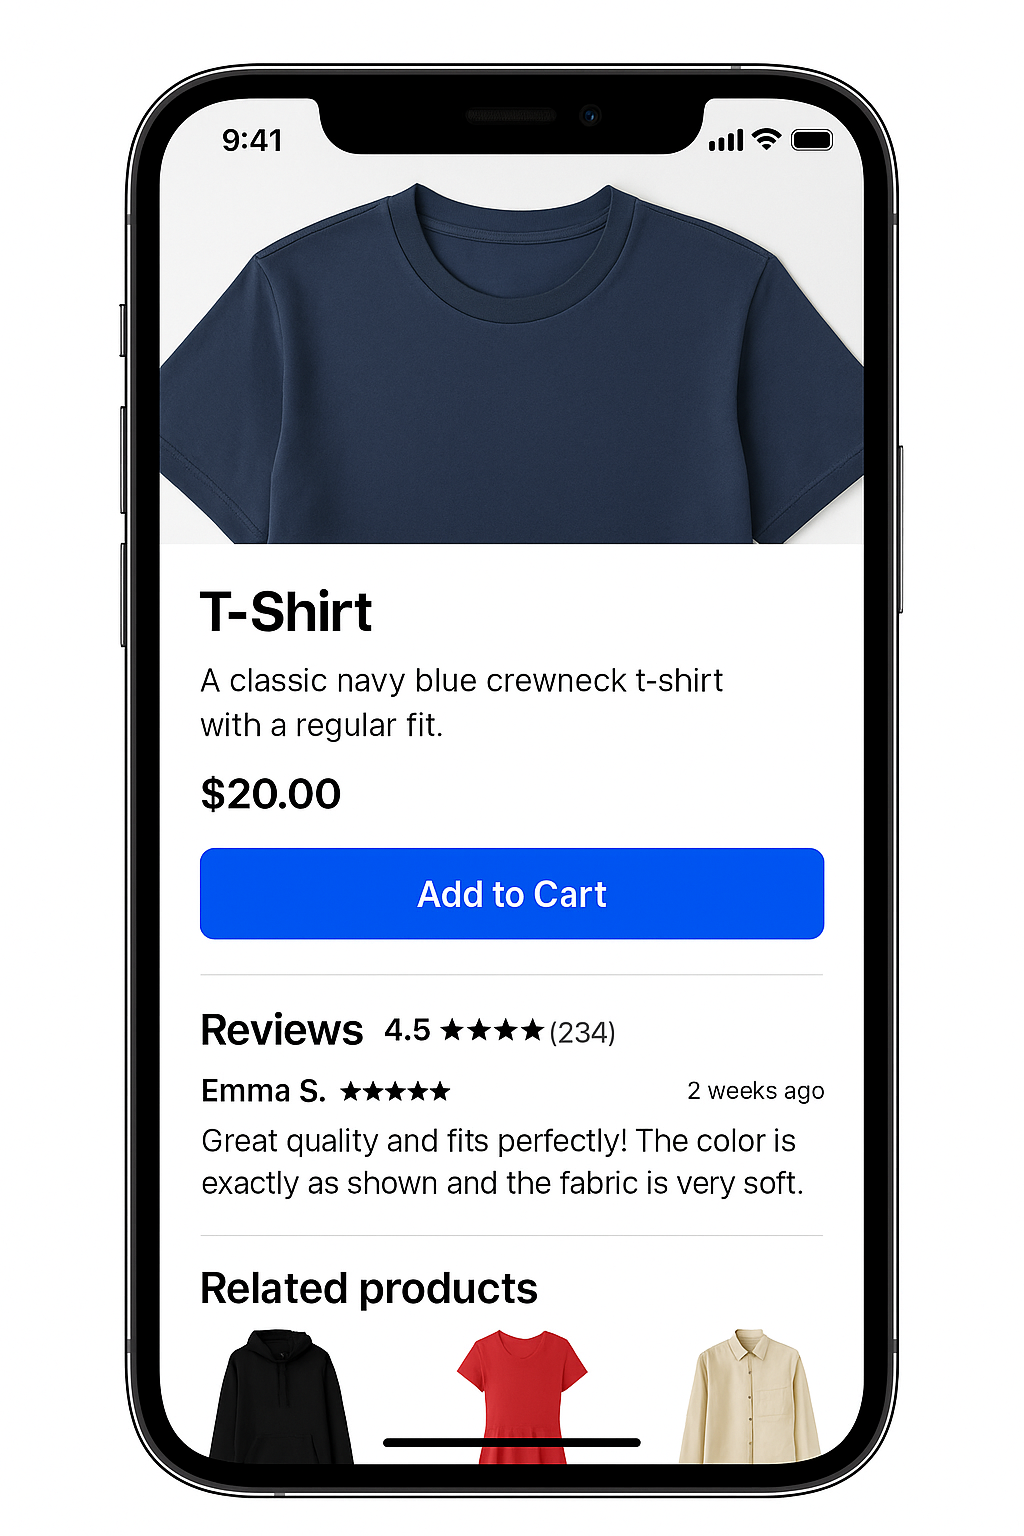 9:41
T-Shirt
A classic navy blue crewneck t-shirt
with a regular fit.
$20.00
Add to Cart
Reviews 4.5 ★★★★ (234)
Emma S. ★★★★★ 2 weeks ago
Great quality and fits perfectly! The color is
exactly as shown and the fabric is very soft.
Related products